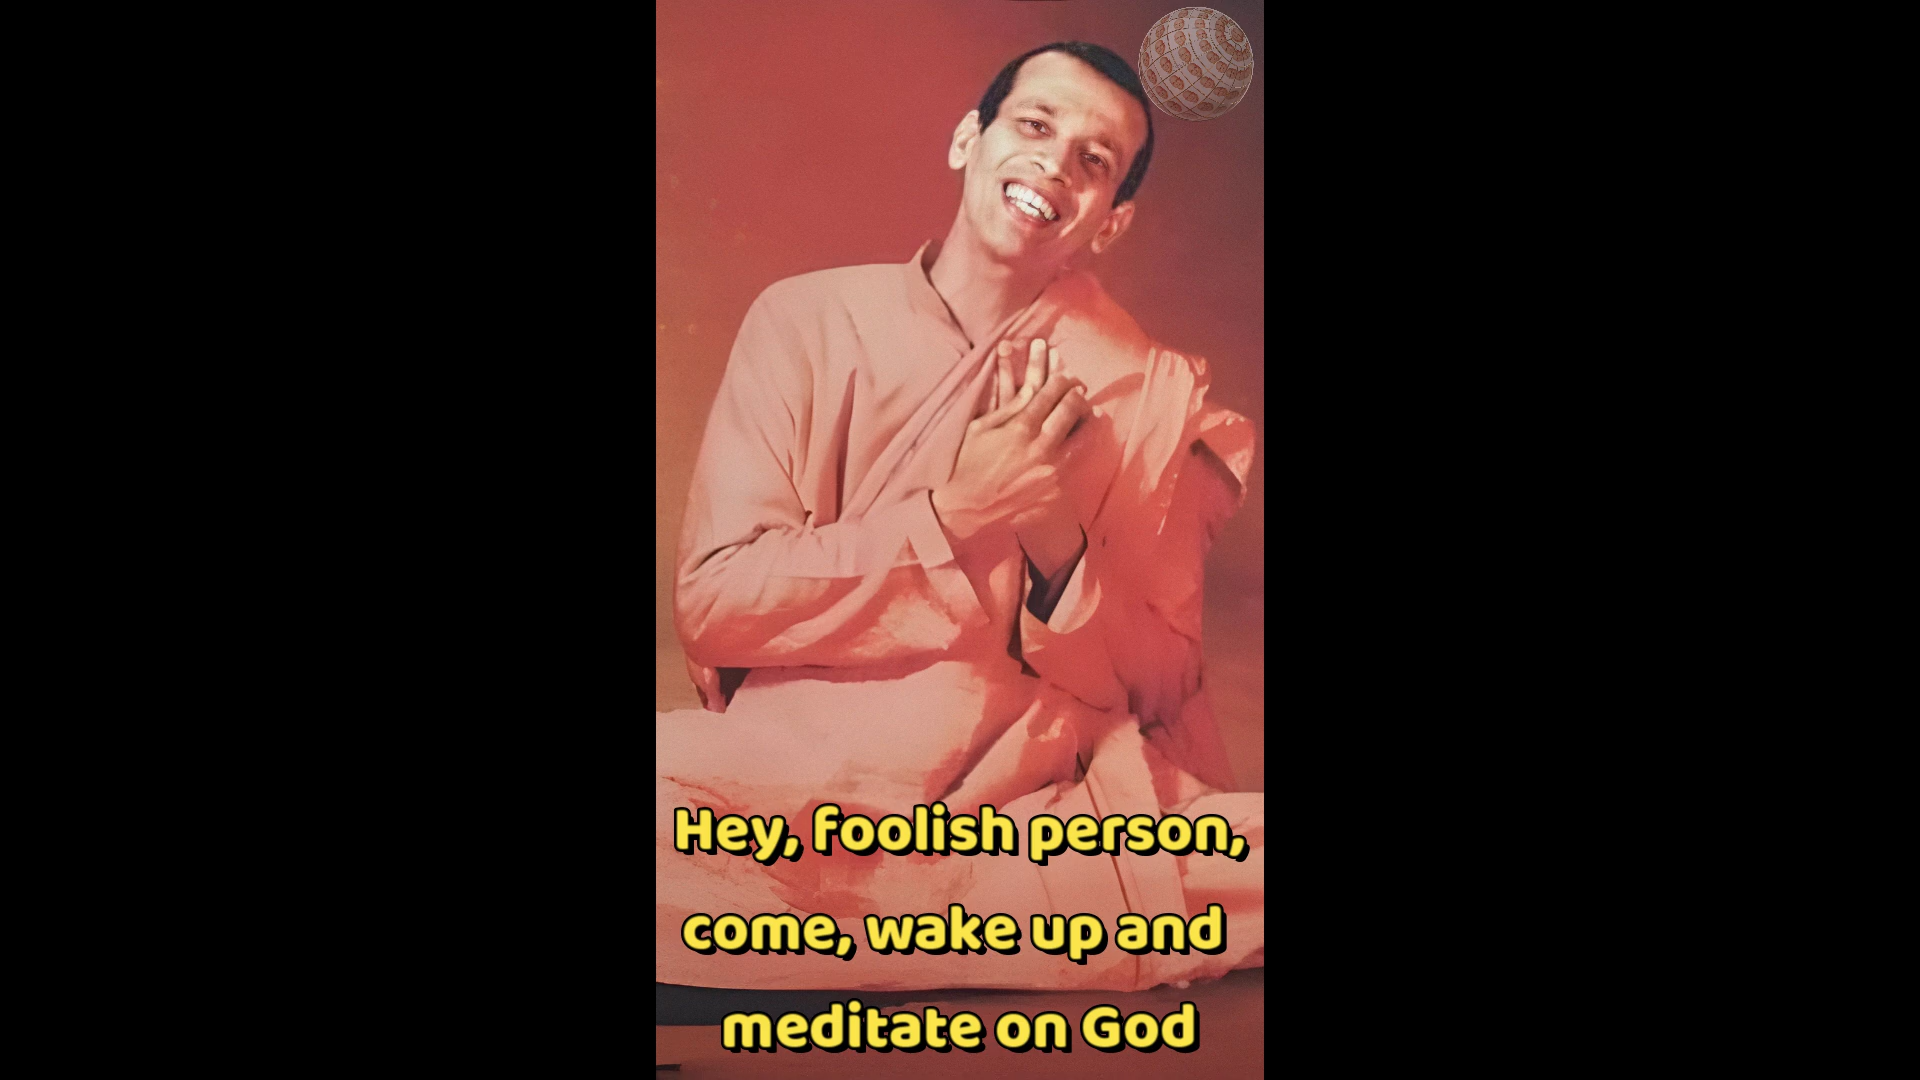 Hey, foolish person,
come, wake up and
meditate on God